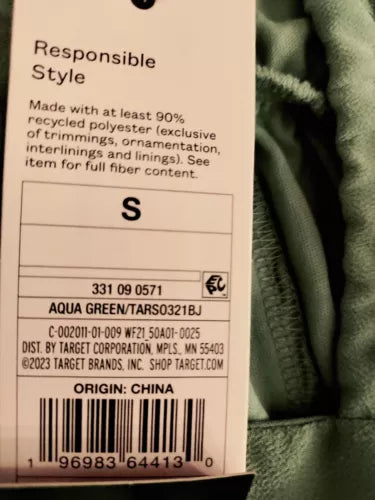 Responsible
Style
Made with at least 90%
recycled polyester (exclusive
of trimmings, ornamentation,
interlinings and linings). See
item for full fiber content.
S
331 09 0571
EPC
AQUA GREEN/TARS0321BJ
C-002011-01-009 WF21_50A01-0025
DIST. BY TARGET CORPORATION, MPLS., MN 55403
©2023 TARGET BRANDS, INC. SHOP TARGET.COM
ORIGIN: CHINA
1 96983 64413 0